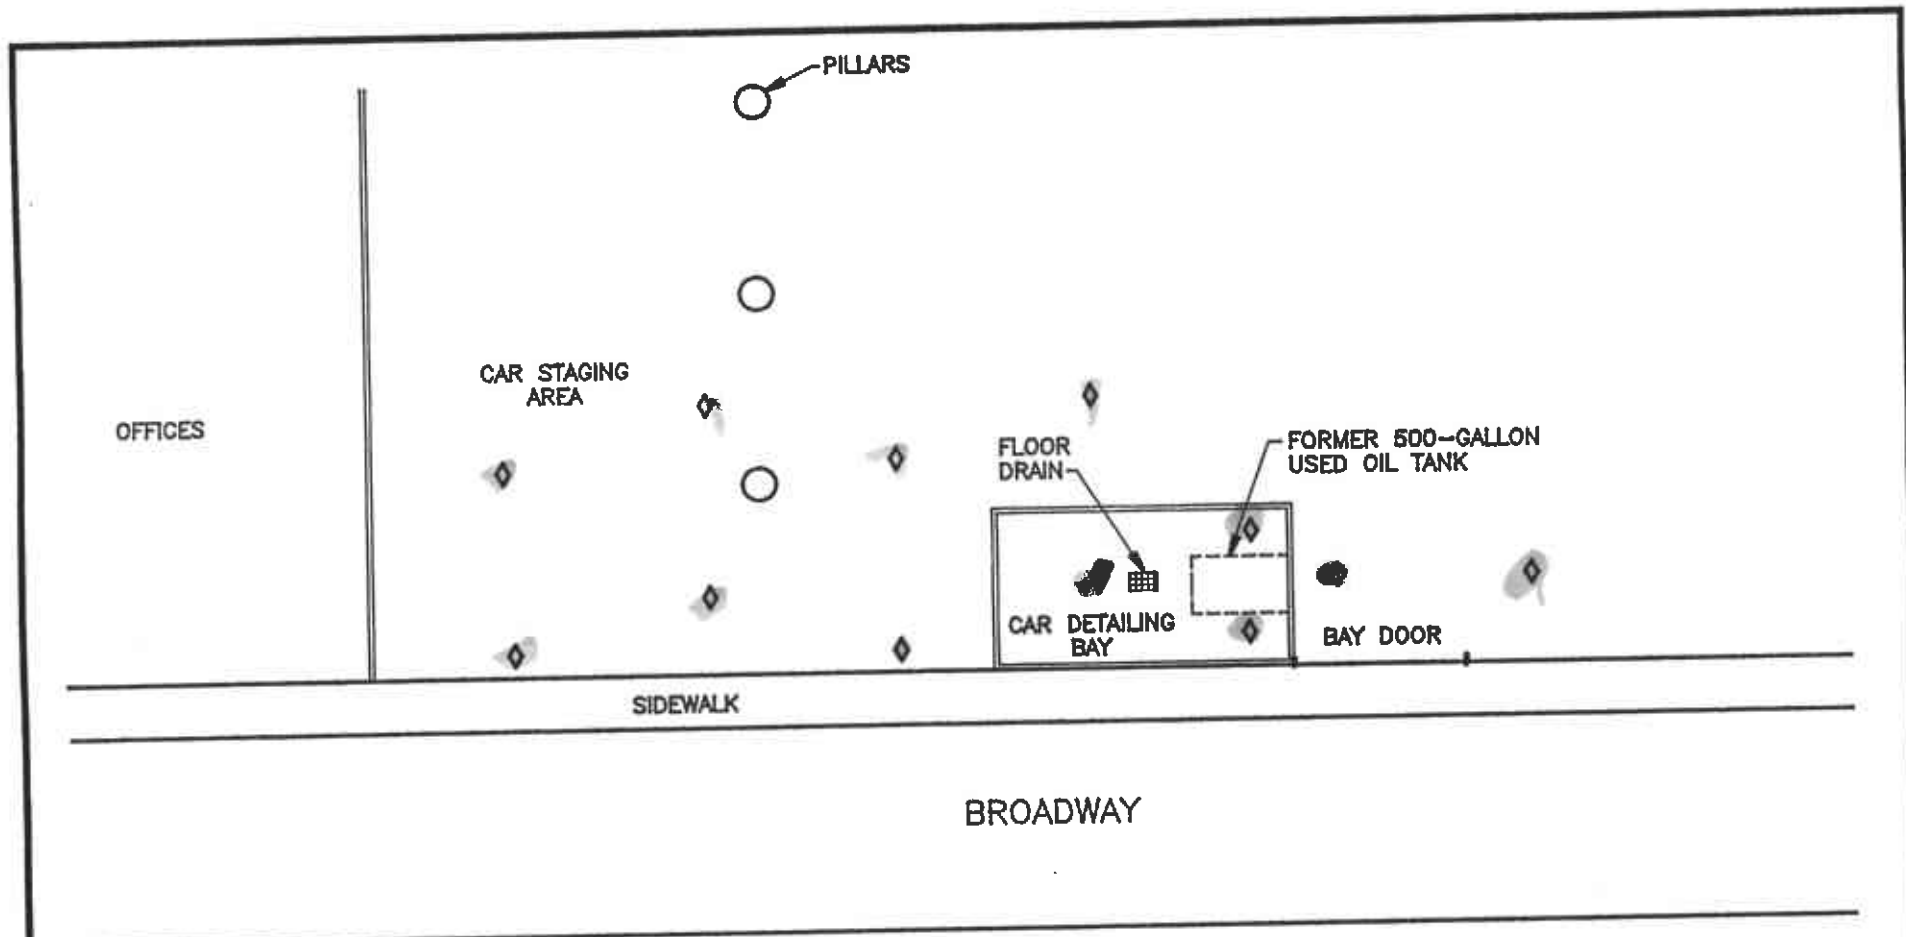 PILLARS
CAR STAGING
AREA
OFFICES
FLOOR
DRAIN
FORMER 500-GALLON
USED OIL TANK
CAR DETAILING
BAY
BAY DOOR
SIDEWALK
BROADWAY